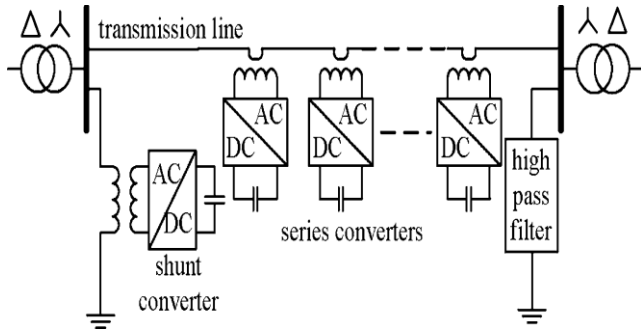 Δ Y
transmission line
Y Δ
AC
DC
AC
DC
AC
DC
AC
DC
high
pass
filter
series converters
shunt
converter